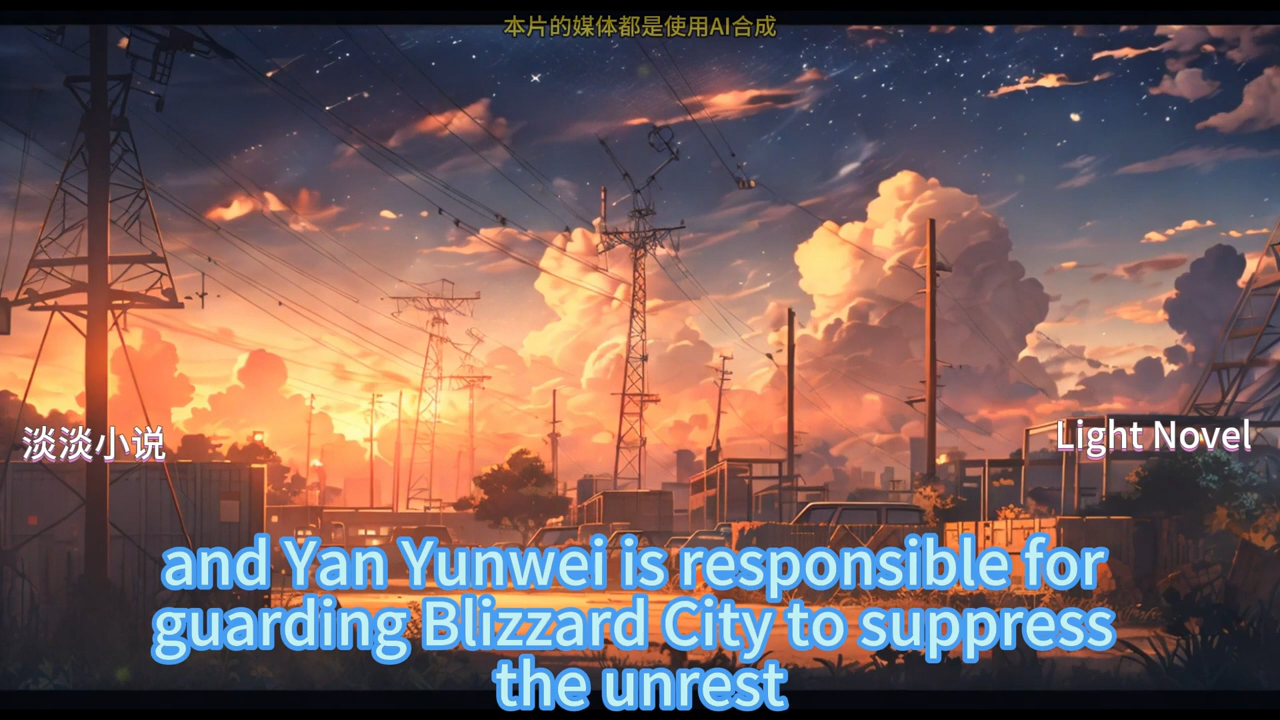 本片的媒体都是使用AI合成
淡淡小说
Light Novel
and Yan Yunwei is responsible for
guarding Blizzard City to suppress
the unrest